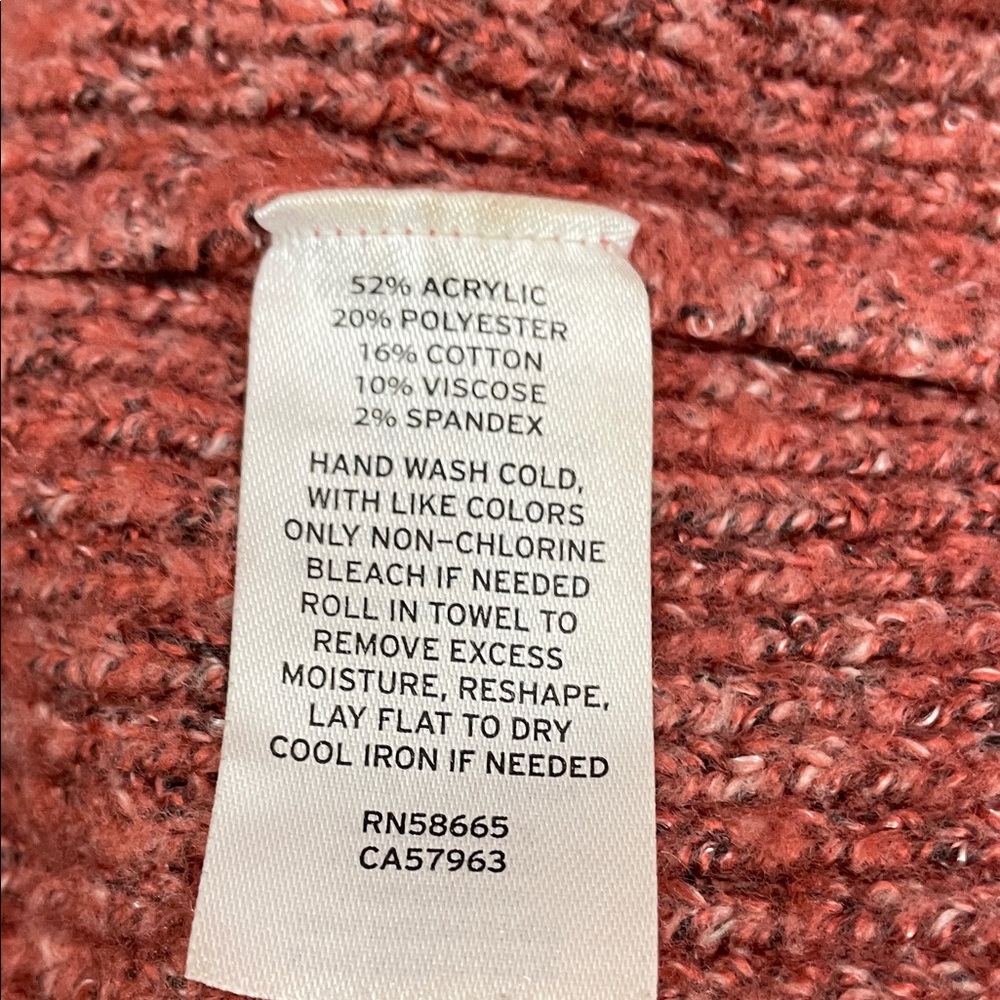 52% ACRYLIC
20% POLYESTER
16% COTTON
10% VISCOSE
2% SPANDEX
HAND WASH COLD,
WITH LIKE COLORS
ONLY NON-CHLORINE
BLEACH IF NEEDED
ROLL IN TOWEL TO
REMOVE EXCESS
MOISTURE, RESHAPE,
LAY FLAT TO DRY
COOL IRON IF NEEDED
RN58665
CA57963